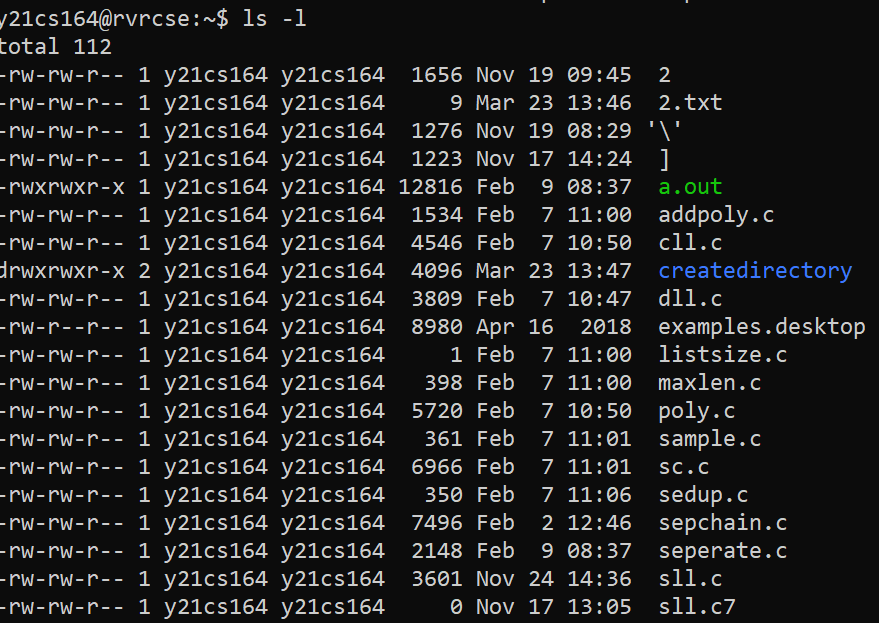 y21cs164@rvrcse:~$ ls -l
total 112
-rw-rw-r-- 1 y21cs164 y21cs164  1656 Nov 19 09:45  2
-rw-rw-r-- 1 y21cs164 y21cs164     9 Mar 23 13:46  2.txt
-rw-rw-r-- 1 y21cs164 y21cs164  1276 Nov 19 08:29 '\'
-rw-rw-r-- 1 y21cs164 y21cs164  1223 Nov 17 14:24  ]
-rwxrwxr-x 1 y21cs164 y21cs164 12816 Feb  9 08:37  a.out
-rw-rw-r-- 1 y21cs164 y21cs164  1534 Feb  7 11:00  addpoly.c
-rw-rw-r-- 1 y21cs164 y21cs164  4546 Feb  7 10:50  cll.c
drwxrwxr-x 2 y21cs164 y21cs164  4096 Mar 23 13:47  createdirectory
-rw-rw-r-- 1 y21cs164 y21cs164  3809 Feb  7 10:47  dll.c
-rw-r--r-- 1 y21cs164 y21cs164  8980 Apr 16  2018  examples.desktop
-rw-rw-r-- 1 y21cs164 y21cs164     1 Feb  7 11:00  listsize.c
-rw-rw-r-- 1 y21cs164 y21cs164   398 Feb  7 11:00  maxlen.c
-rw-rw-r-- 1 y21cs164 y21cs164  5720 Feb  7 10:50  poly.c
-rw-rw-r-- 1 y21cs164 y21cs164   361 Feb  7 11:01  sample.c
-rw-rw-r-- 1 y21cs164 y21cs164  6966 Feb  7 11:01  sc.c
-rw-rw-r-- 1 y21cs164 y21cs164   350 Feb  7 11:06  sedup.c
-rw-rw-r-- 1 y21cs164 y21cs164  7496 Feb  2 12:46  sepchain.c
-rw-rw-r-- 1 y21cs164 y21cs164  2148 Feb  9 08:37  seperate.c
-rw-rw-r-- 1 y21cs164 y21cs164  3601 Nov 24 14:36  sll.c
-rw-rw-r-- 1 y21cs164 y21cs164     0 Nov 17 13:05  sll.c7